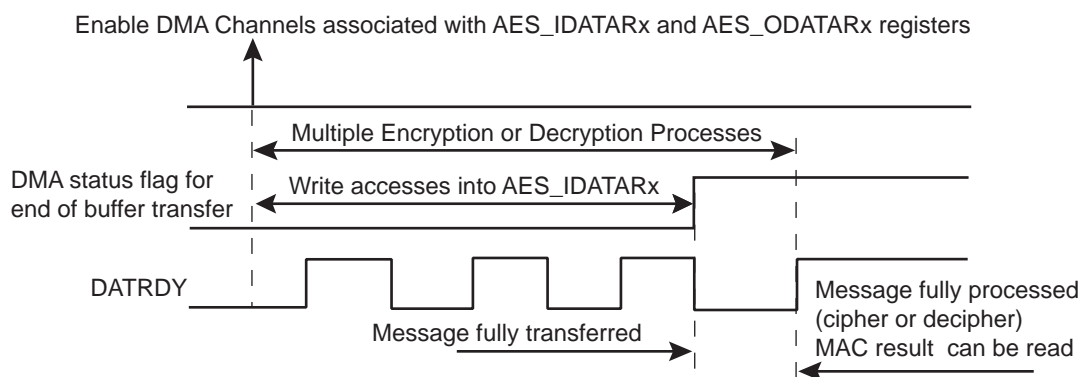 Enable DMA Channels associated with AES_IDATARx and AES_ODATARx registers
Multiple Encryption or Decryption Processes
DMA status flag for
end of buffer transfer
Write accesses into AES_IDATARx
DATRDY
Message fully transferred
Message fully processed
(cipher or decipher)
MAC result can be read